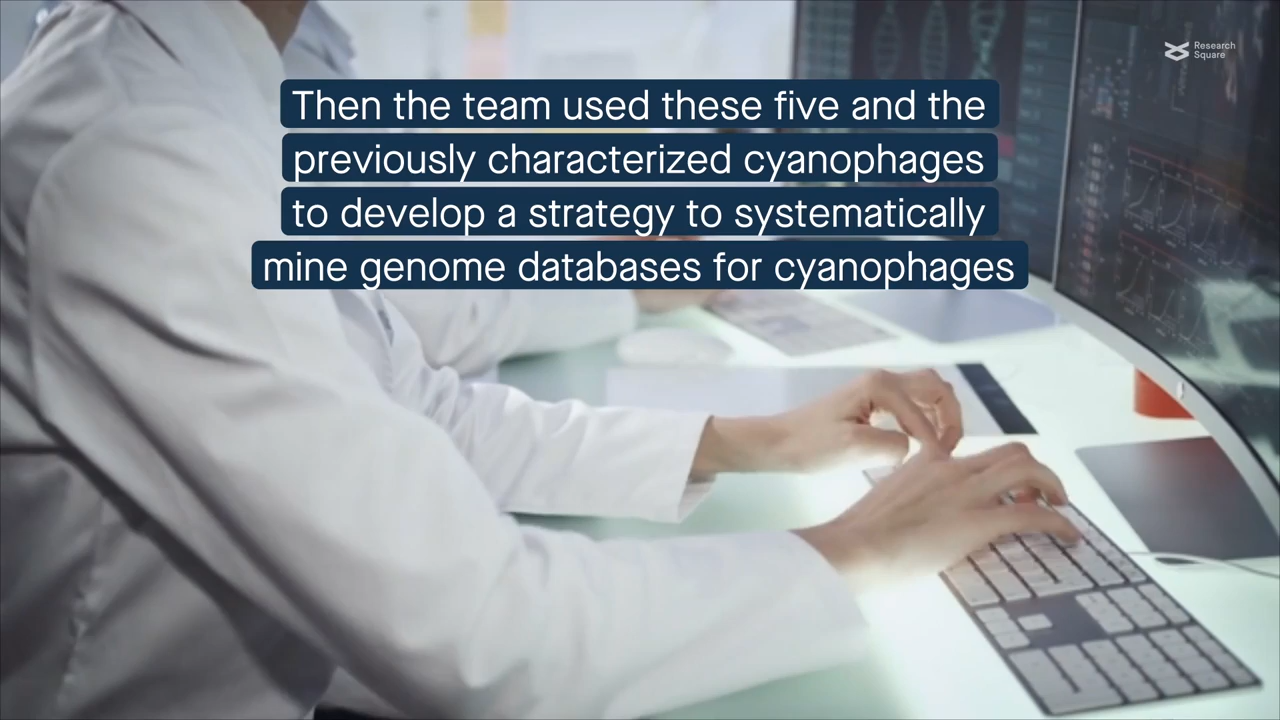 Research
Square
Then the team used these five and the
previously characterized cyanophages
to develop a strategy to systematically
mine genome databases for cyanophages